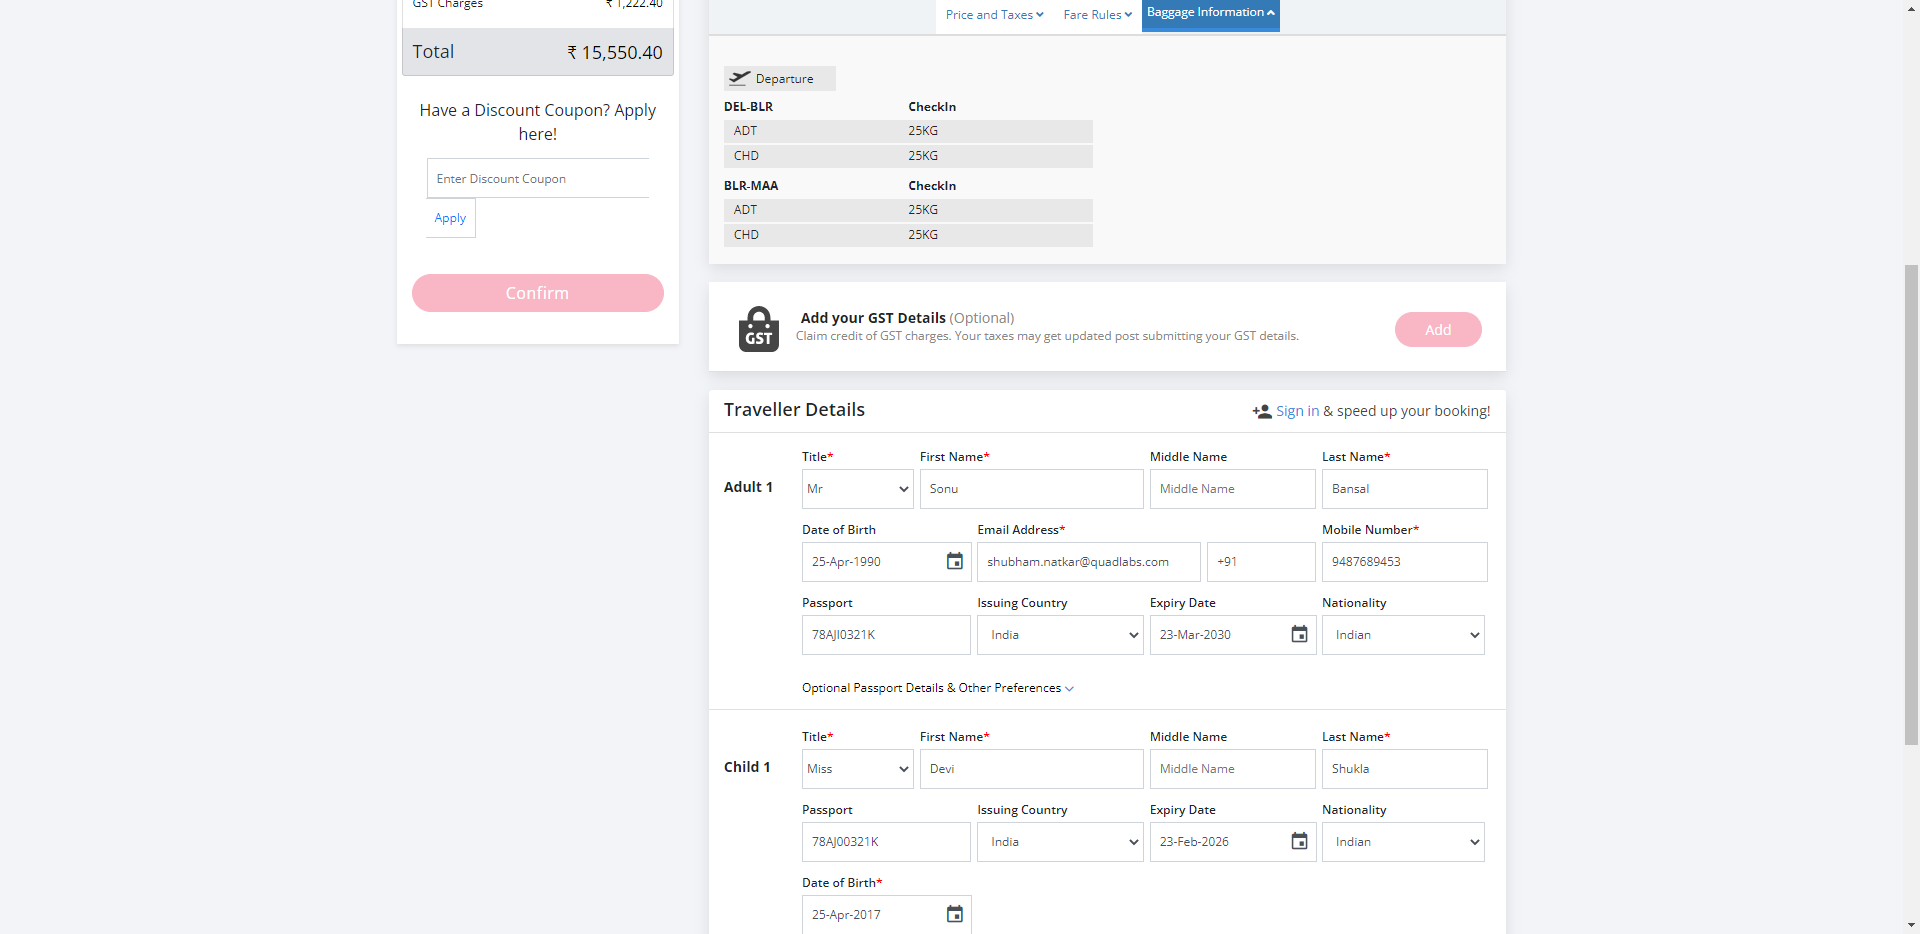 GST Charges ₹ 1,222.40
Total ₹ 15,550.40
Have a Discount Coupon? Apply
here!
Enter Discount Coupon
Apply
Confirm
Price and Taxes Fare Rules Baggage Information
Departure
DEL-BLR CheckIn
ADT 25KG
CHD 25KG
BLR-MAA CheckIn
ADT 25KG
CHD 25KG
GST
Add your GST Details (Optional)
Claim credit of GST charges. Your taxes may get updated post submitting your GST details.
Add
Traveller Details
Sign in & speed up your booking!
Title* First Name* Middle Name Last Name*
Adult 1 Mr Sonu Middle Name Bansal
Date of Birth Email Address* Mobile Number*
25-Apr-1990 shubham.natkar@quadlabs.com +91 9487689453
Passport Issuing Country Expiry Date Nationality
78AJI0321K India 23-Mar-2030 Indian
Optional Passport Details & Other Preferences
Title* First Name* Middle Name Last Name*
Child 1 Miss Devi Middle Name Shukla
Passport Issuing Country Expiry Date Nationality
78AJ00321K India 23-Feb-2026 Indian
Date of Birth*
25-Apr-2017